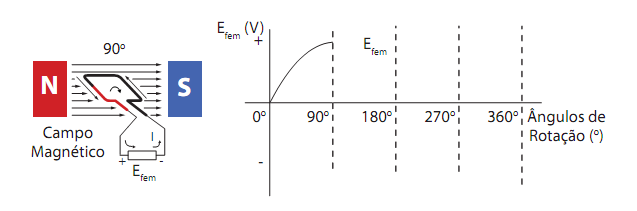 90º
N
S
Campo
Magnético
I
+ -
Efem
Efem (V)
+
Efem
0º 90º 180º 270º 360º Ângulos de
Rotação (º)
-